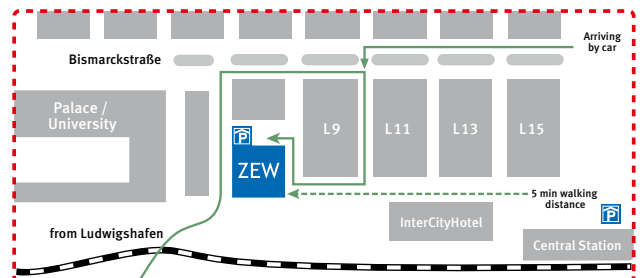 Arriving
by car
Bismarckstraße
Palace /
University
P
L9
L11
L13
L15
ZEW
5 min walking
distance
P
InterCityHotel
from Ludwigshafen
Central Station